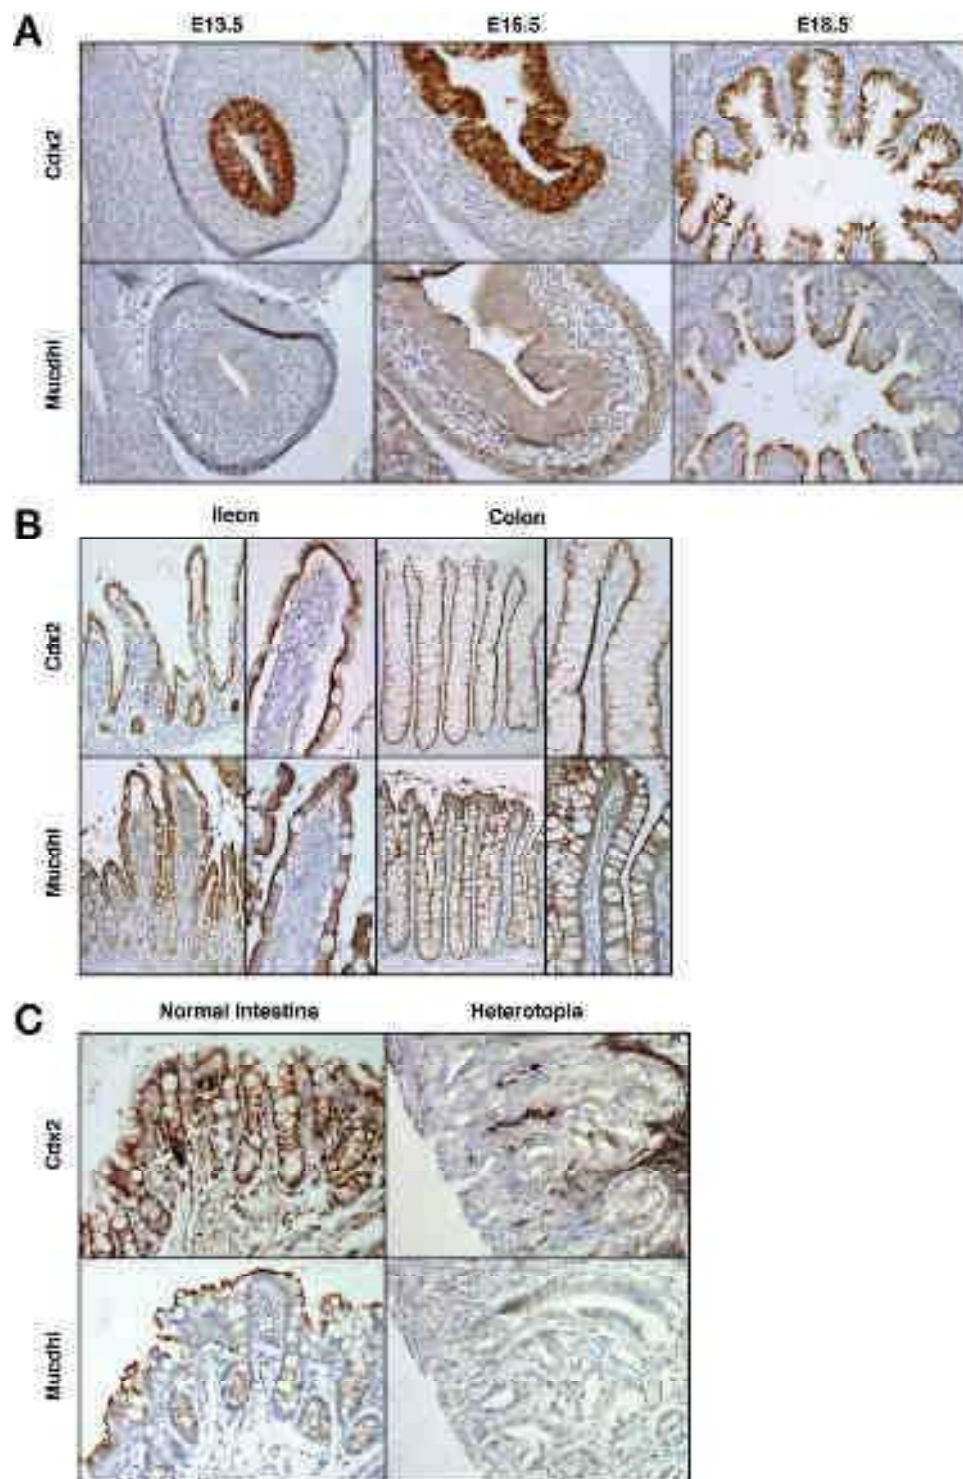 A
E13.5 E16.5 E18.5
Cdx2
Mucdhl
B
Ileon Colon
Cdx2
Mucdhl
C
Normal Intestine Heterotopia
Cdx2
Mucdhl